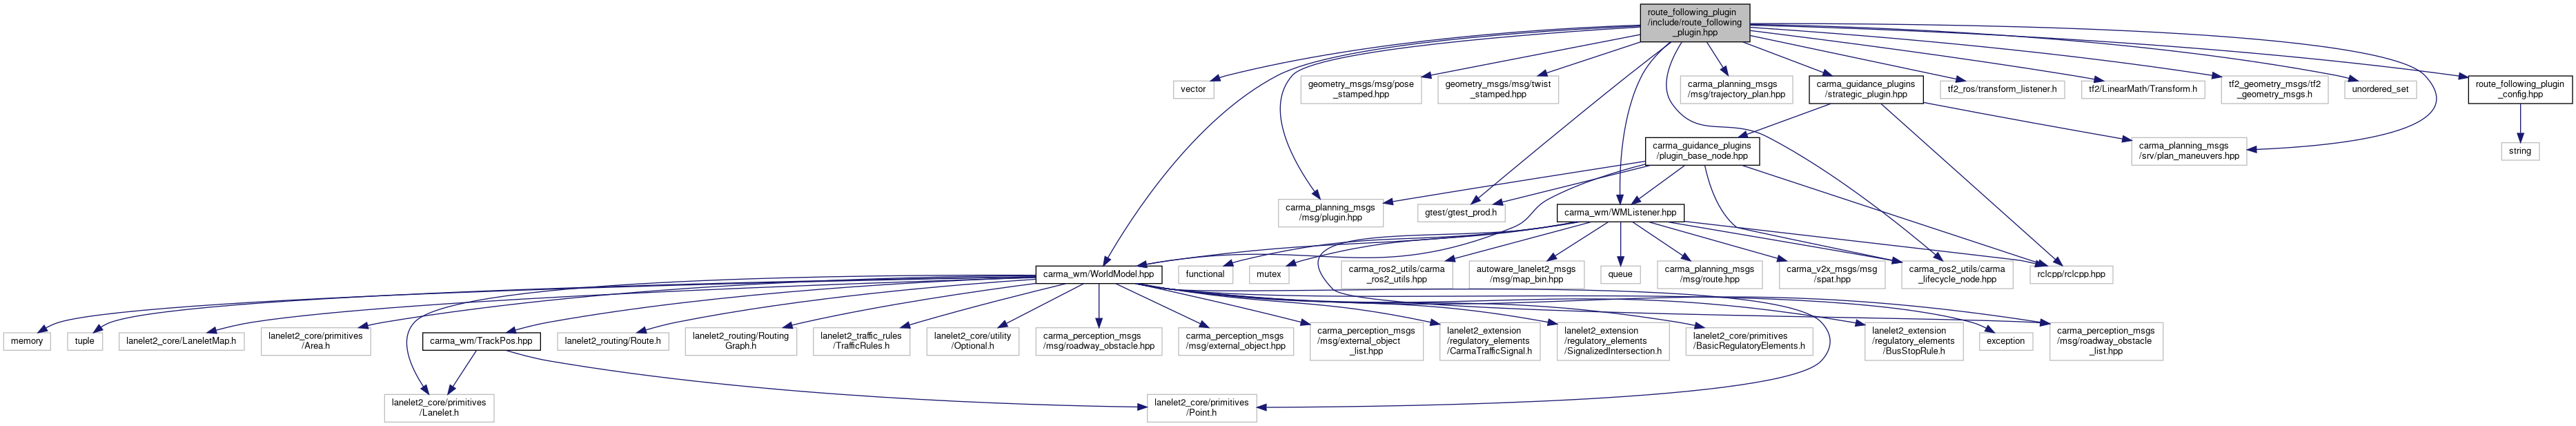 route_following_plugin
/include/route_following
_plugin.hpp
vector
geometry_msgs/msg/pose
_stamped.hpp
geometry_msgs/msg/twist
_stamped.hpp
carma_planning_msgs
/msg/trajectory_plan.hpp
carma_guidance_plugins
/strategic_plugin.hpp
tf2_ros/transform_listener.h
tf2/LinearMath/Transform.h
tf2_geometry_msgs/tf2
_geometry_msgs.h
unordered_set
route_following_plugin
_config.hpp
carma_guidance_plugins
/plugin_base_node.hpp
carma_planning_msgs
/srv/plan_maneuvers.hpp
string
carma_planning_msgs
/msg/plugin.hpp
gtest/gtest_prod.h
carma_wm/WMListener.hpp
carma_wm/WorldModel.hpp
functional
mutex
carma_ros2_utils/carma
_ros2_utils.hpp
autoware_lanelet2_msgs
/msg/map_bin.hpp
queue
carma_planning_msgs
/msg/route.hpp
carma_v2x_msgs/msg
/spat.hpp
carma_ros2_utils/carma
_lifecycle_node.hpp
rclcpp/rclcpp.hpp
memory
tuple
lanelet2_core/LaneletMap.h
lanelet2_core/primitives
/Area.h
carma_wm/TrackPos.hpp
lanelet2_routing/Route.h
lanelet2_routing/Routing
Graph.h
lanelet2_traffic_rules
/TrafficRules.h
lanelet2_core/utility
/Optional.h
carma_perception_msgs
/msg/roadway_obstacle.hpp
carma_perception_msgs
/msg/external_object.hpp
carma_perception_msgs
/msg/external_object
_list.hpp
lanelet2_extension
/regulatory_elements
/CarmaTrafficSignal.h
lanelet2_extension
/regulatory_elements
/SignalizedIntersection.h
lanelet2_core/primitives
/BasicRegulatoryElements.h
lanelet2_extension
/regulatory_elements
/BusStopRule.h
exception
carma_perception_msgs
/msg/roadway_obstacle
_list.hpp
lanelet2_core/primitives
/Lanelet.h
lanelet2_core/primitives
/Point.h